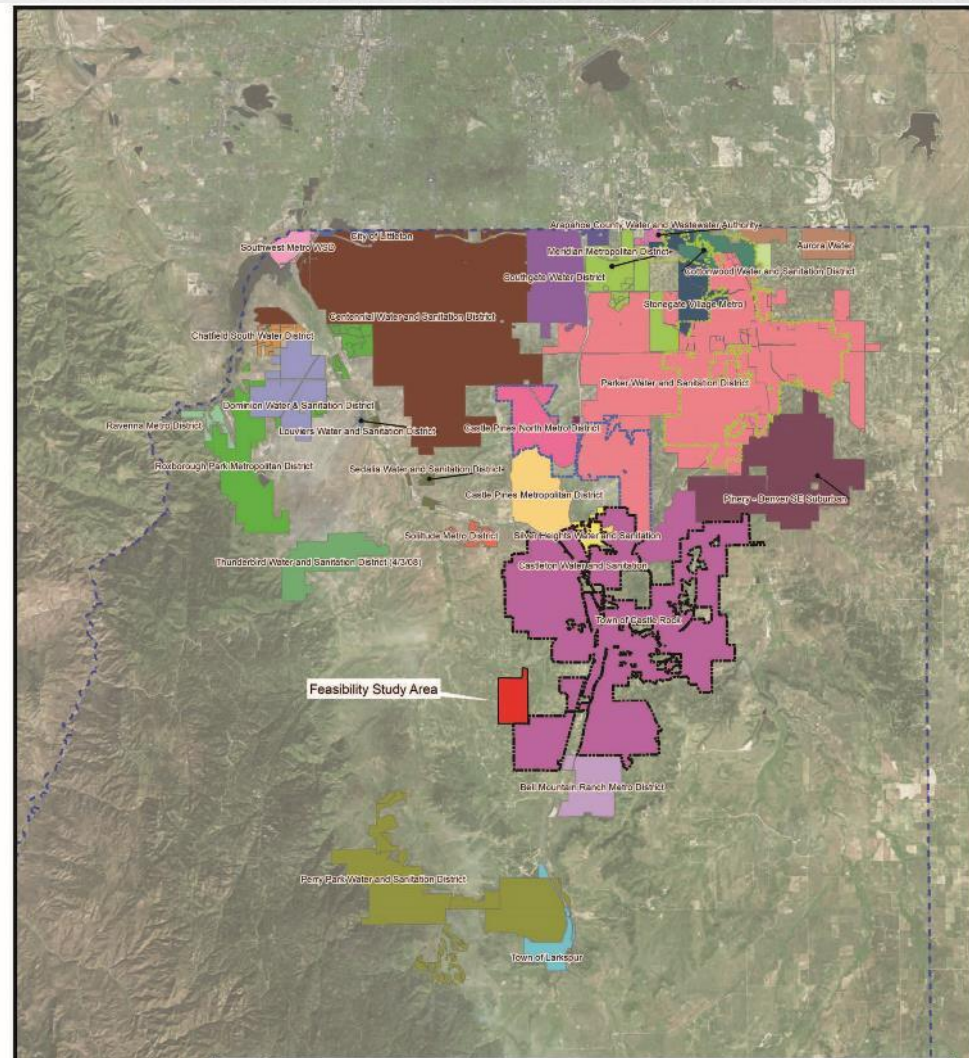 Arapahoe County Water and Wastewater Authority
City of Littleton
Southwest Metro WSD
Aurora Water
Meridian Metropolitan District
Cottonwood Water and Sanitation District
Southgate Water District
Stonegate Village Metro
Centennial Water and Sanitation District
Chatfield South Water District
Parker Water and Sanitation District
Dominion Water & Sanitation District
Ravenna Metro District
Louviers Water and Sanitation District
Castle Pines North Metro District
Roxborough Park Metropolitan District
Sedalia Water and Sanitation District
Castle Pines Metropolitan District
Pinery - Denver SE Suburban
Solitude Metro District
Silver Heights Water and Sanitation
Thunderbird Water and Sanitation District (4/3/08)
Castleton Water and Sanitation
Town of Castle Rock
Feasibility Study Area
Bell Mountain Ranch Metro District
Perry Park Water and Sanitation District
Town of Larkspur